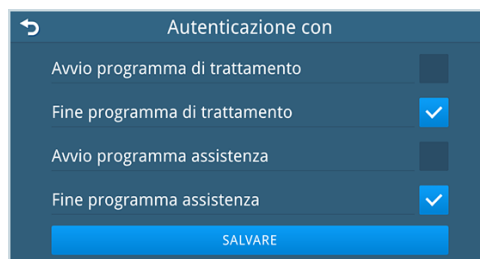 Autenticazione con
Avvio programma di trattamento
Fine programma di trattamento
Avvio programma assistenza
Fine programma assistenza
SALVARE